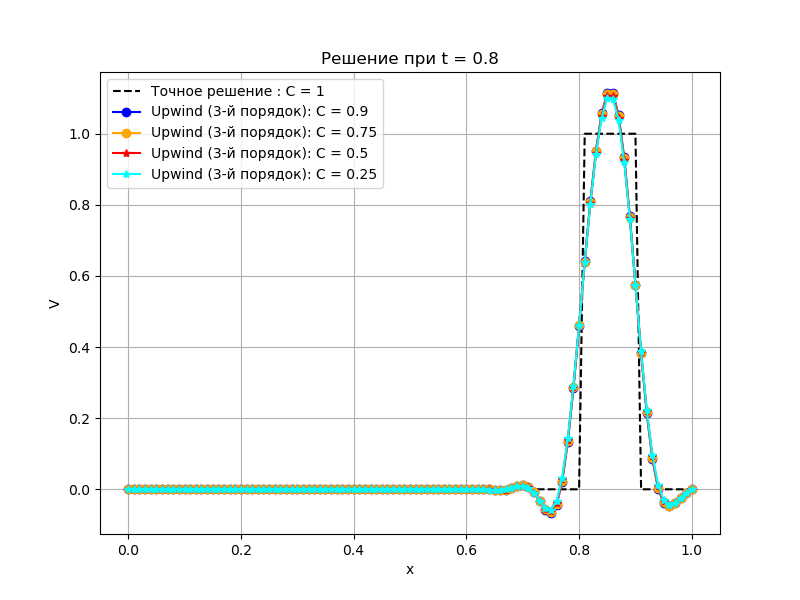 Решение при t = 0.8
Точное решение : C = 1
Upwind (3-й порядок): C = 0.9
Upwind (3-й порядок): C = 0.75
Upwind (3-й порядок): C = 0.5
Upwind (3-й порядок): C = 0.25
V
1.0
0.8
0.6
0.4
0.2
0.0
0.0 0.2 0.4 0.6 0.8 1.0
x